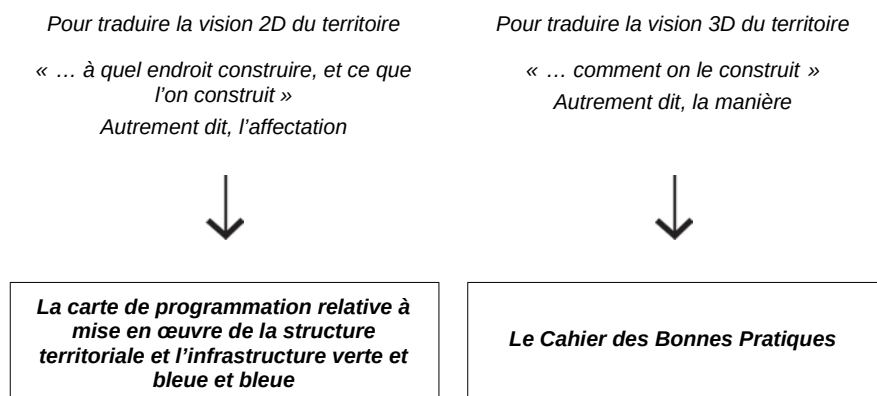 Pour traduire la vision 2D du territoire
« … à quel endroit construire, et ce que
l’on construit »
Autrement dit, l’affectation
La carte de programmation relative à
mise en œuvre de la structure
territoriale et l’infrastructure verte et
bleue et bleue
Pour traduire la vision 3D du territoire
« … comment on le construit »
Autrement dit, la manière
Le Cahier des Bonnes Pratiques